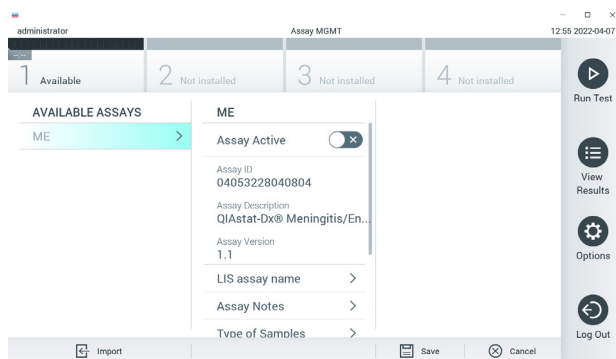 administrator
Assay MGMT
12:55 2022-04-07
--:--
1 Available
2 Not installed
3 Not installed
4 Not installed
Run Test
AVAILABLE ASSAYS
ME
ME
Assay Active
Assay ID
04053228040804
Assay Description
QIAstat-Dx® Meningitis/En...
Assay Version
1.1
LIS assay name
Assay Notes
Type of Samples
View
Results
Options
Log Out
Import
Save
Cancel